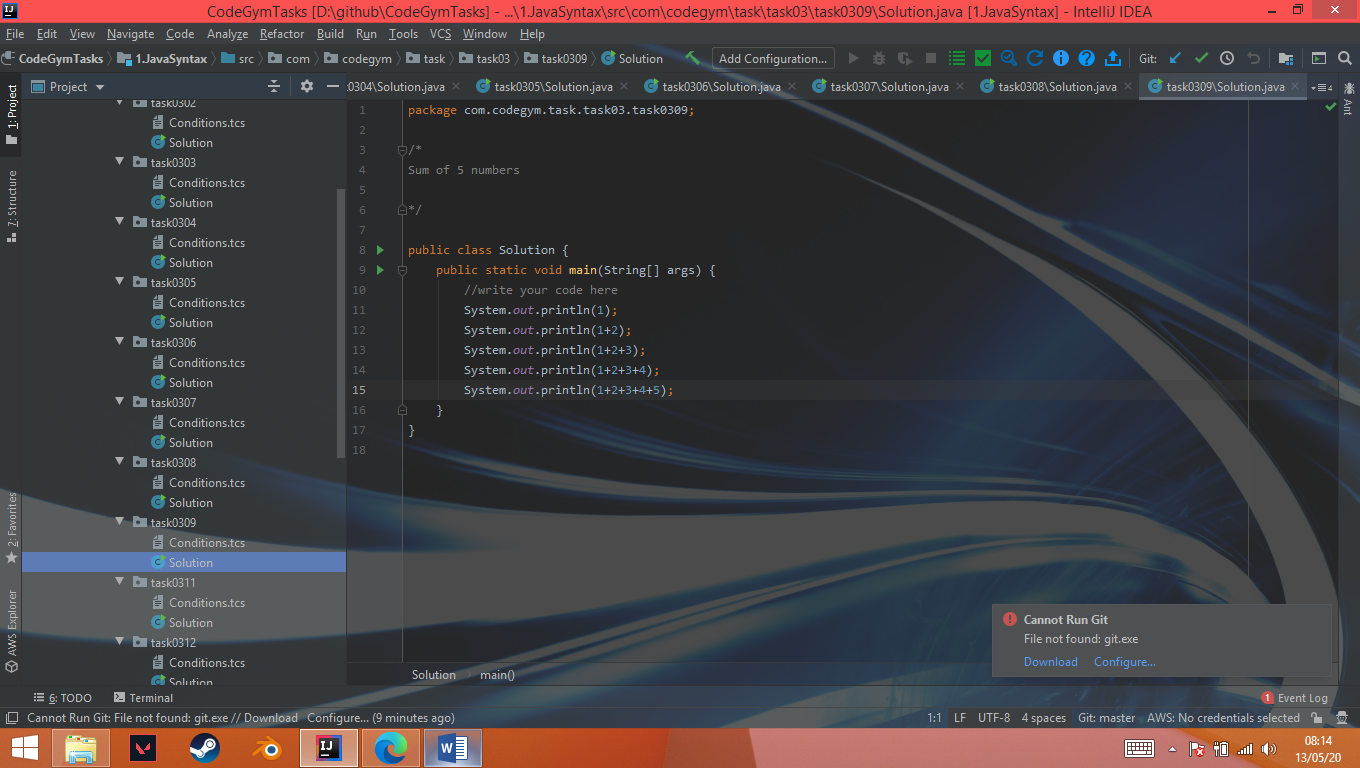 CodeGymTasks [D:\github\CodeGymTasks] - ...\1.JavaSyntax\src\com\codegym\task\task03\task0309\Solution.java [1.JavaSyntax] - IntelliJ IDEA
File Edit View Navigate Code Analyze Refactor Build Run Tools VCS Window Help
CodeGymTasks 1.JavaSyntax src com codegym task task03 task0309 Solution Add Configuration... Git:
Project :0304\Solution.java task0305\Solution.java task0306\Solution.java task0307\Solution.java task0308\Solution.java task0309\Solution.java 4
1: Project
7: Structure
2: Favorites
AWS Explorer
task0302
Conditions.tcs
Solution
task0303
Conditions.tcs
Solution
task0304
Conditions.tcs
Solution
task0305
Conditions.tcs
Solution
task0306
Conditions.tcs
Solution
task0307
Conditions.tcs
Solution
task0308
Conditions.tcs
Solution
task0309
Conditions.tcs
Solution
task0311
Conditions.tcs
Solution
task0312
Conditions.tcs
Solution
1 package com.codegym.task.task03.task0309;
2
3 /*
4 Sum of 5 numbers
5
6 */
7
8 public class Solution {
9 public static void main(String[] args) {
10 //write your code here
11 System.out.println(1);
12 System.out.println(1+2);
13 System.out.println(1+2+3);
14 System.out.println(1+2+3+4);
15 System.out.println(1+2+3+4+5);
16 }
17 }
18
Ant
Cannot Run Git
File not found: git.exe
Download Configure...
Solution main()
6: TODO Terminal 1 Event Log
Cannot Run Git: File not found: git.exe // Download Configure... (9 minutes ago) 1:1 LF UTF-8 4 spaces Git: master AWS: No credentials selected
08:14
13/05/20